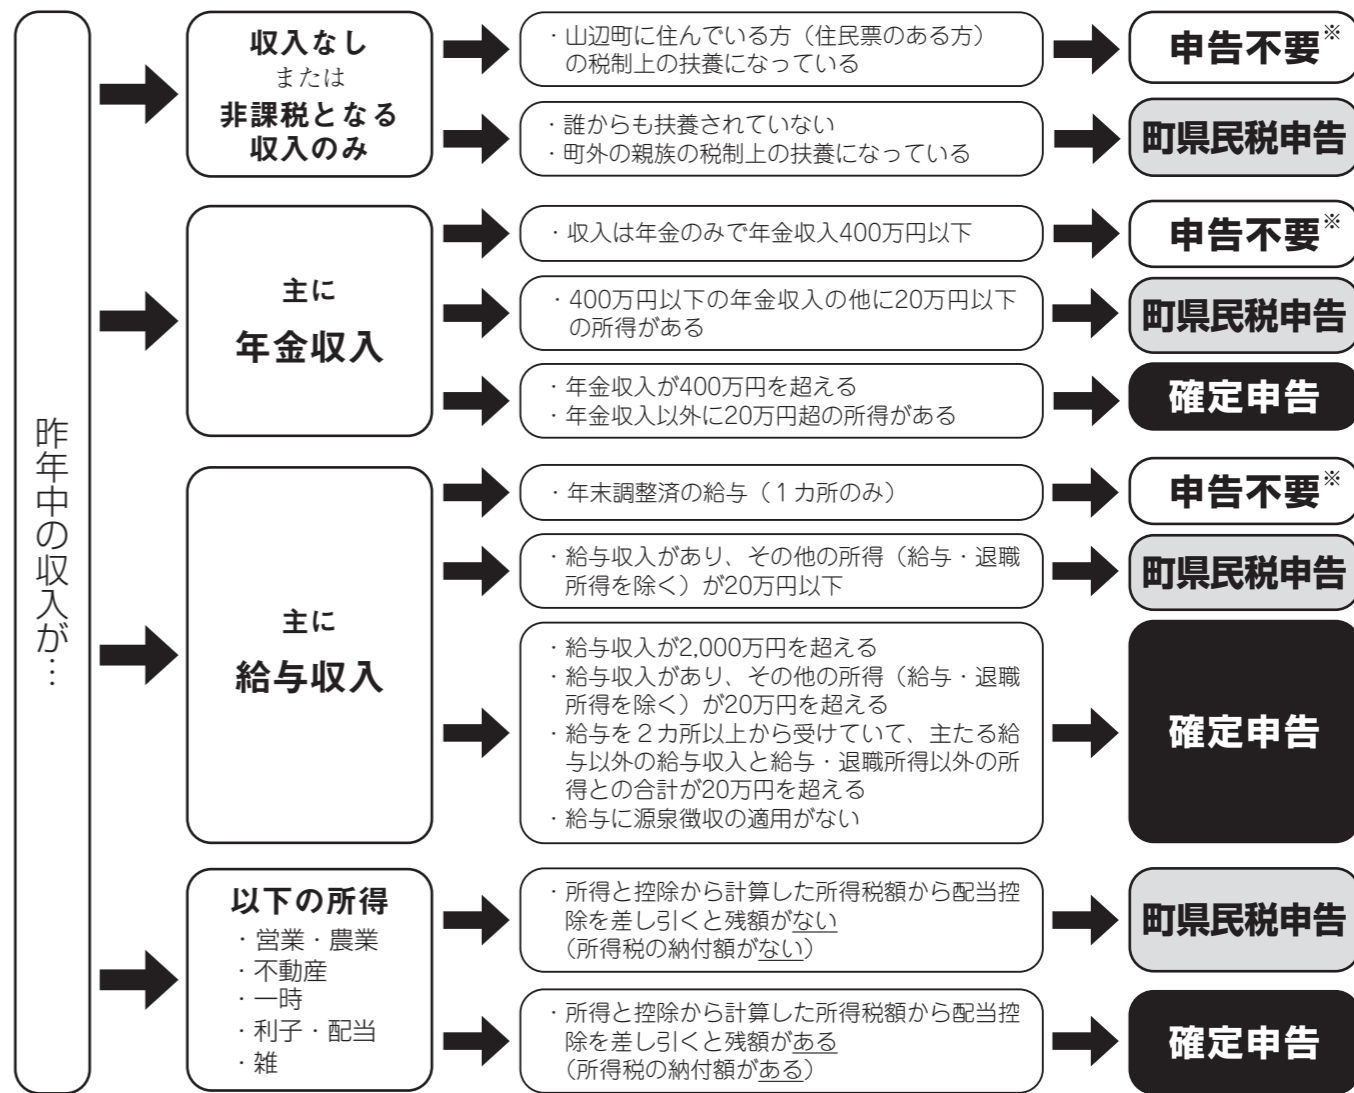 昨年中の収入が…
収入なし
または
非課税となる
収入のみ
・山辺町に住んでいる方（住民票のある方）
の税制上の扶養になっている
申告不要※
・誰からも扶養されていない
・町外の親族の税制上の扶養になっている
町県民税申告
主に
年金収入
・収入は年金のみで年金収入400万円以下
申告不要※
・400万円以下の年金収入の他に20万円以下
の所得がある
町県民税申告
・年金収入が400万円を超える
・年金収入以外に20万円超の所得がある
確定申告
主に
給与収入
・年末調整済の給与（１カ所のみ）
申告不要※
・給与収入があり、その他の所得（給与・退職
所得を除く）が20万円以下
町県民税申告
・給与収入が2,000万円を超える
・給与収入があり、その他の所得（給与・退職
所得を除く）が20万円を超える
・給与を２カ所以上から受けていて、主たる給
与以外の給与収入と給与・退職所得以外の所
得との合計が20万円を超える
・給与に源泉徴収の適用がない
確定申告
以下の所得
・営業・農業
・不動産
・一時
・利子・配当
・雑
・所得と控除から計算した所得税額から配当控
除を差し引くと残額がない
（所得税の納付額がない）
町県民税申告
・所得と控除から計算した所得税額から配当控
除を差し引くと残額がある
（所得税の納付額がある）
確定申告